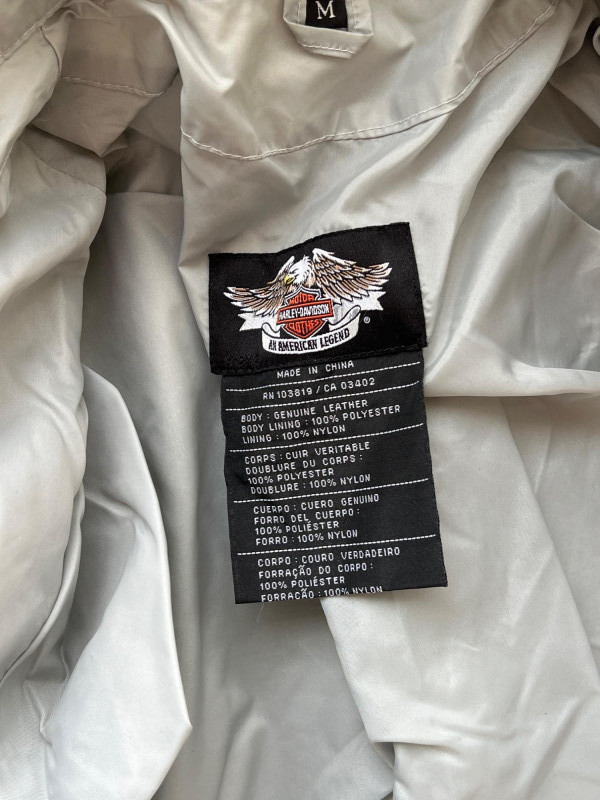 M
MOTOR
HARLEY-DAVIDSON
CLOTHES
AN AMERICAN LEGEND
®
MADE IN CHINA
RN 103819 / CA 03402
BODY : GENUINE LEATHER
BODY LINING : 100% POLYESTER
LINING : 100% NYLON
CORPS : CUIR VERITABLE
DOUBLURE DU CORPS :
100% POLYESTER
DOUBLURE : 100% NYLON
CUERPO : CUERO GENUINO
FORRO DEL CUERPO :
100% POLIÉSTER
FORRO : 100% NYLON
CORPO : COURO VERDADEIRO
FORRAÇÃO DO CORPO :
100% POLIÉSTER
FORRAÇÃO : 100% NYLON